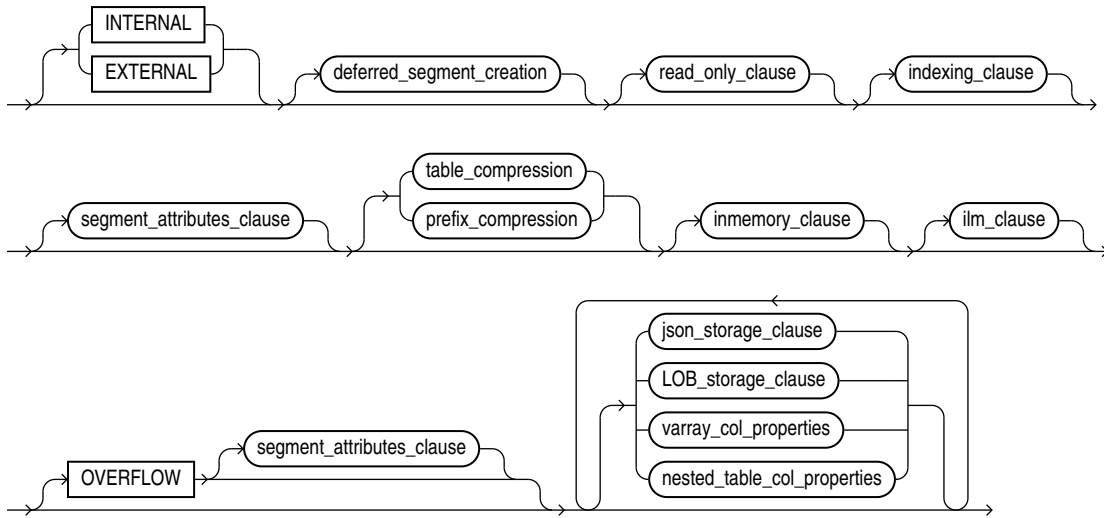 INTERNAL
EXTERNAL
deferred_segment_creation
read_only_clause
indexing_clause
segment_attributes_clause
table_compression
prefix_compression
inmemory_clause
ilm_clause
OVERFLOW
segment_attributes_clause
json_storage_clause
LOB_storage_clause
varray_col_properties
nested_table_col_properties